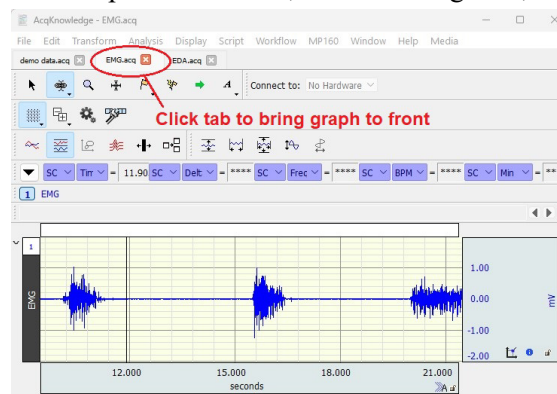 AcqKnowledge - EMG.acq
File Edit Transform Analysis Display Script Workflow MP160 Window Help Media
demo data.acq EMG.acq EDA.acq
A Connect to: No Hardware
Click tab to bring graph to front
SC Tim = 11.90 SC Delt = **** SC Frec = **** SC BPM = **** SC Min = **
1 EMG
1
EMG
1.00
0.00
-1.00
-2.00
mV
12.000 15.000 18.000 21.000
seconds